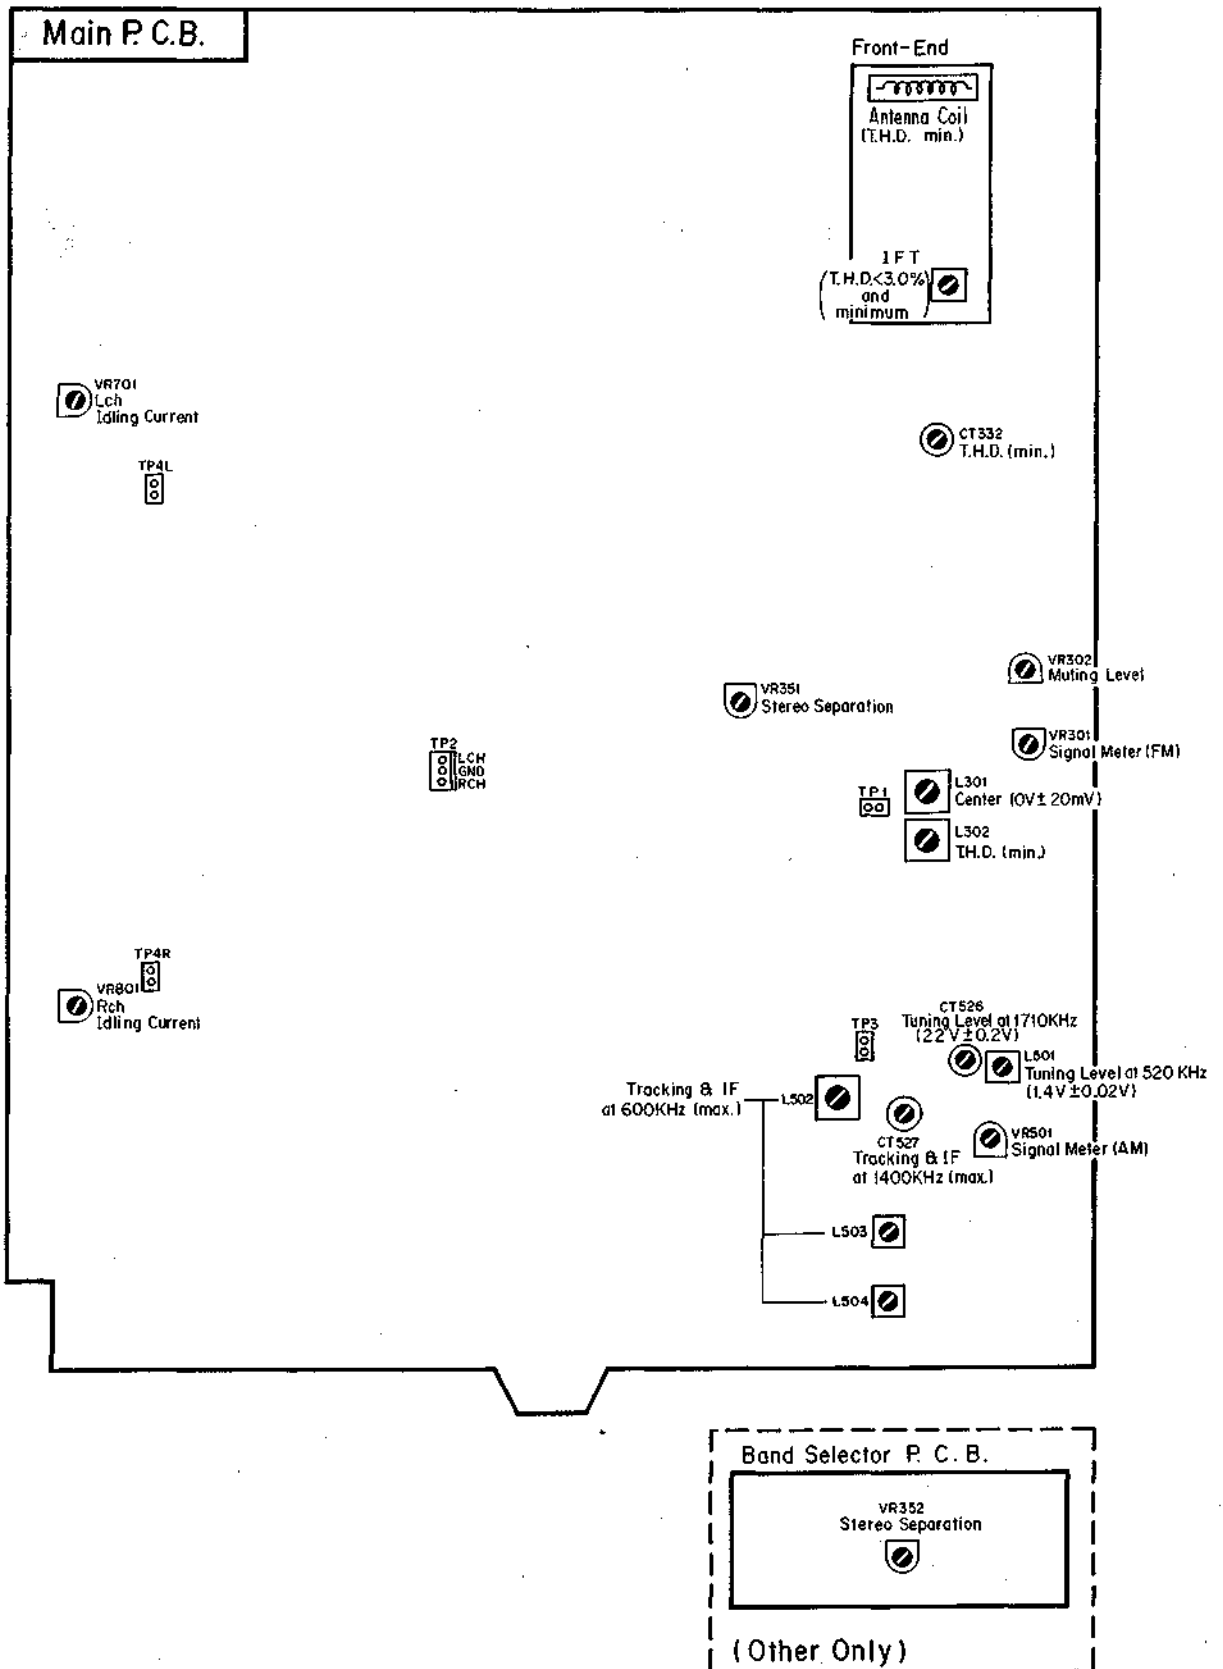 Main P.C.B.
Front-End
Antenna Coil
(T.H.D. min.)
IFT
(T.H.D.<3.0%
and
minimum)
VR701
Lch
Idling Current
TP4L
CT332
T.H.D. (min.)
VR302
Muting Level
VR351
Stereo Separation
VR301
Signal Meter (FM)
TP2
LCH
GND
RCH
TP1
L301
Center (0V±20mV)
L302
T.H.D. (min.)
TP4R
VR801
Rch
Idling Current
CT526
Tuning Level at 1710KHz
(22V±0.2V)
TP3
L501
Tuning Level at 520 KHz
(1.4V±0.02V)
Tracking & IF
at 600KHz (max.)
L502
CT527
Tracking & IF
at 1400KHz (max.)
VR501
Signal Meter (AM)
L503
L504
Band Selector P.C.B.
VR352
Stereo Separation
(Other Only)